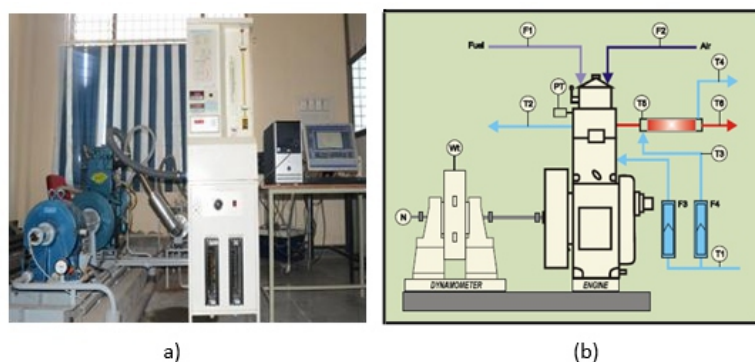 F1
F2
Fuel
Air
T4
PT
T2
T5
T6
Wt
T3
N
F3
F4
T1
DYNAMOMETER
ENGINE
a)
(b)